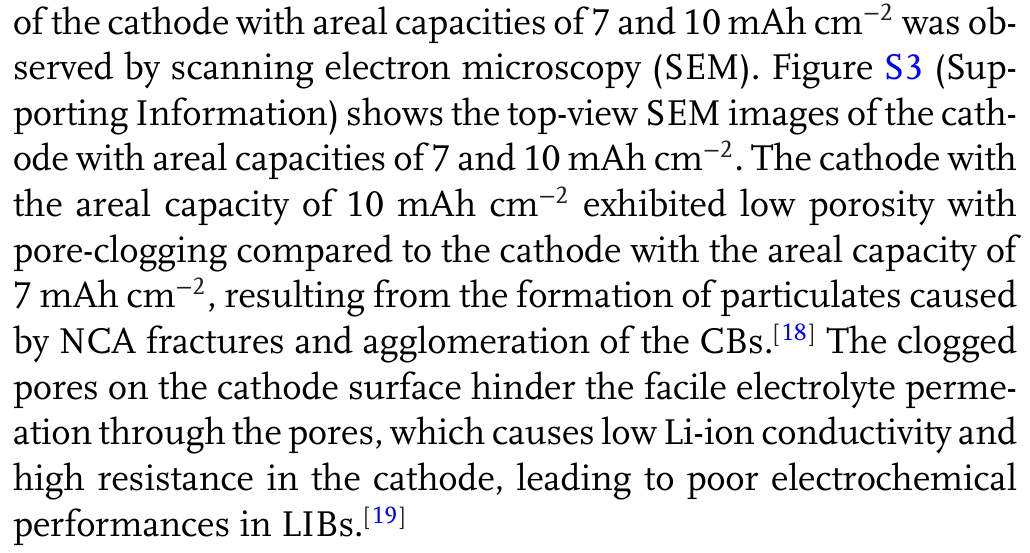 of the cathode with areal capacities of 7 and 10 mAh cm⁻² was ob-
served by scanning electron microscopy (SEM). Figure S3 (Sup-
porting Information) shows the top-view SEM images of the cath-
ode with areal capacities of 7 and 10 mAh cm⁻². The cathode with
the areal capacity of 10 mAh cm⁻² exhibited low porosity with
pore-clogging compared to the cathode with the areal capacity of
7 mAh cm⁻², resulting from the formation of particulates caused
by NCA fractures and agglomeration of the CBs.[18] The clogged
pores on the cathode surface hinder the facile electrolyte perme-
ation through the pores, which causes low Li-ion conductivity and
high resistance in the cathode, leading to poor electrochemical
performances in LIBs.[19]